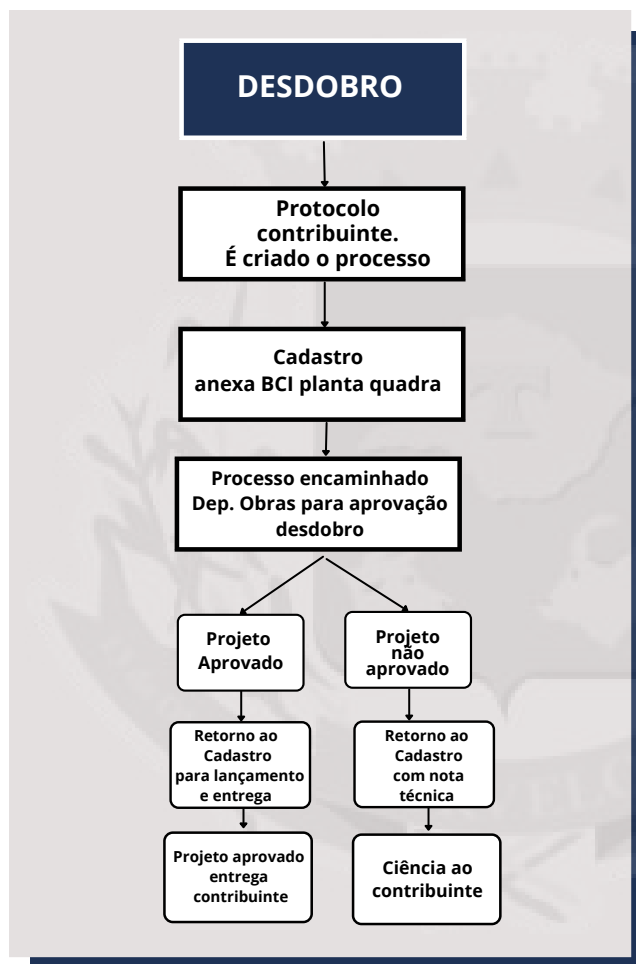 DESDOBRO
Protocolo
contribuinte.
É criado o processo
Cadastro
anexa BCI planta quadra
Processo encaminhado
Dep. Obras para aprovação
desdobro
Projeto
Aprovado
Projeto
não
aprovado
Retorno ao
Cadastro
para lançamento
e entrega
Retorno ao
Cadastro
com nota
técnica
Projeto aprovado
entrega
contribuinte
Ciência ao
contribuinte